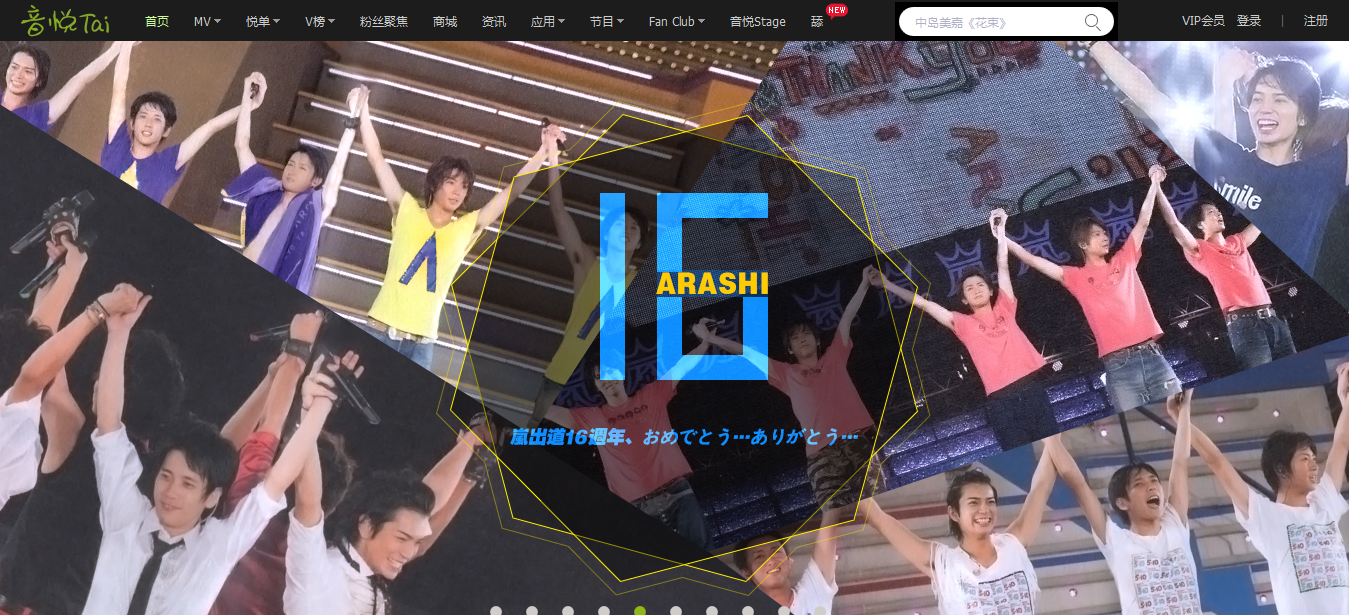 音悦Tai 首页 MV 悦单 V榜 粉丝聚焦 商城 资讯 应用 节目 Fan Club 音悦Stage 舔 NEW 中岛美嘉《花束》 VIP会员 登录 | 注册
THANK YOU
Smile
16
ARASHI
嵐出道16週年、おめでとう…ありがとう…